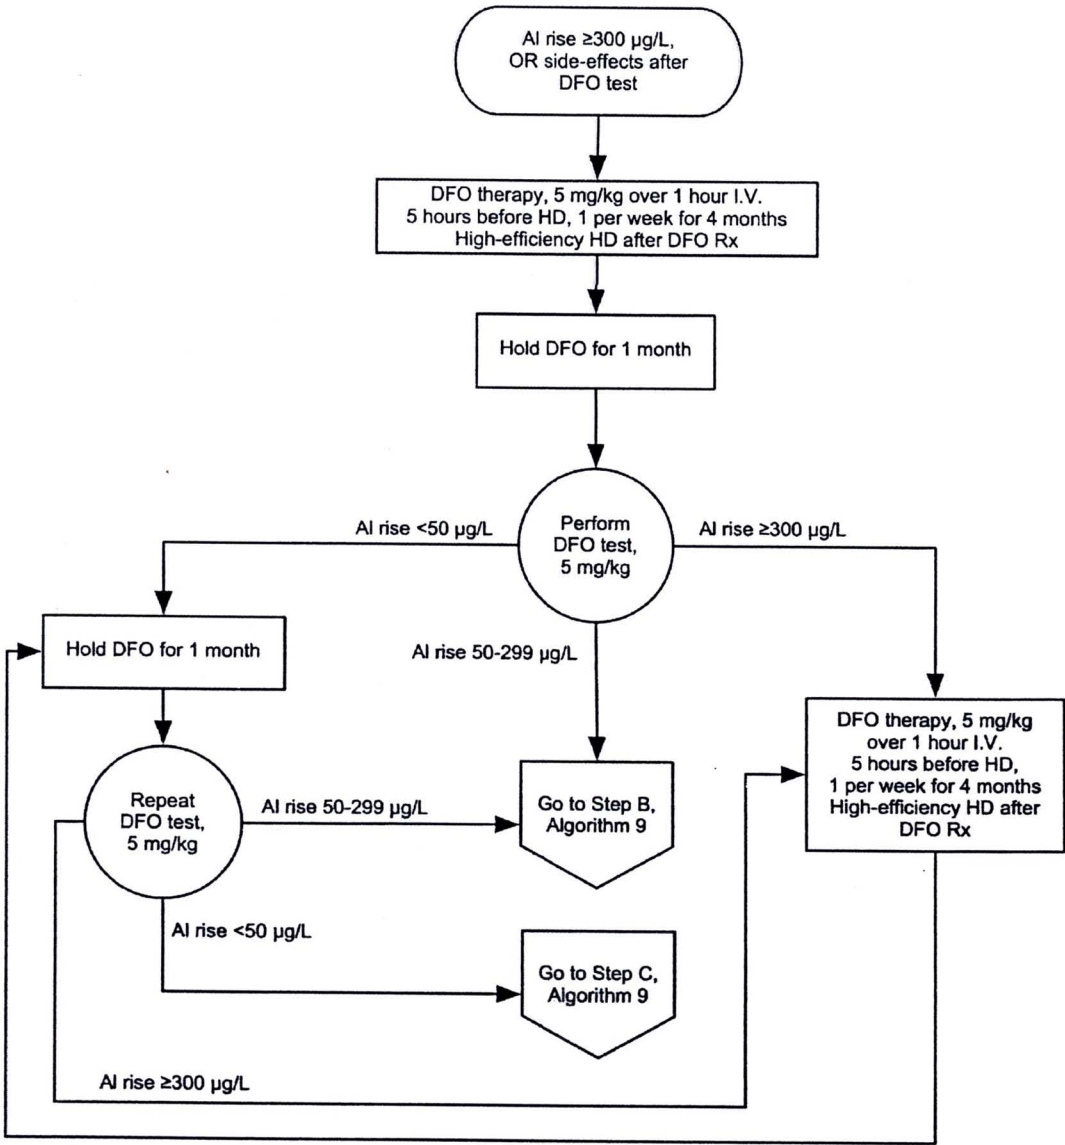 Al rise ≥300 µg/L,
OR side-effects after
DFO test
DFO therapy, 5 mg/kg over 1 hour I.V.
5 hours before HD, 1 per week for 4 months
High-efficiency HD after DFO Rx
Hold DFO for 1 month
Perform
DFO test,
5 mg/kg
Al rise <50 µg/L
Al rise ≥300 µg/L
Al rise 50-299 µg/L
Hold DFO for 1 month
Repeat
DFO test,
5 mg/kg
Al rise 50-299 µg/L
Go to Step B,
Algorithm 9
DFO therapy, 5 mg/kg
over 1 hour I.V.
5 hours before HD,
1 per week for 4 months
High-efficiency HD after
DFO Rx
Al rise <50 µg/L
Go to Step C,
Algorithm 9
Al rise ≥300 µg/L